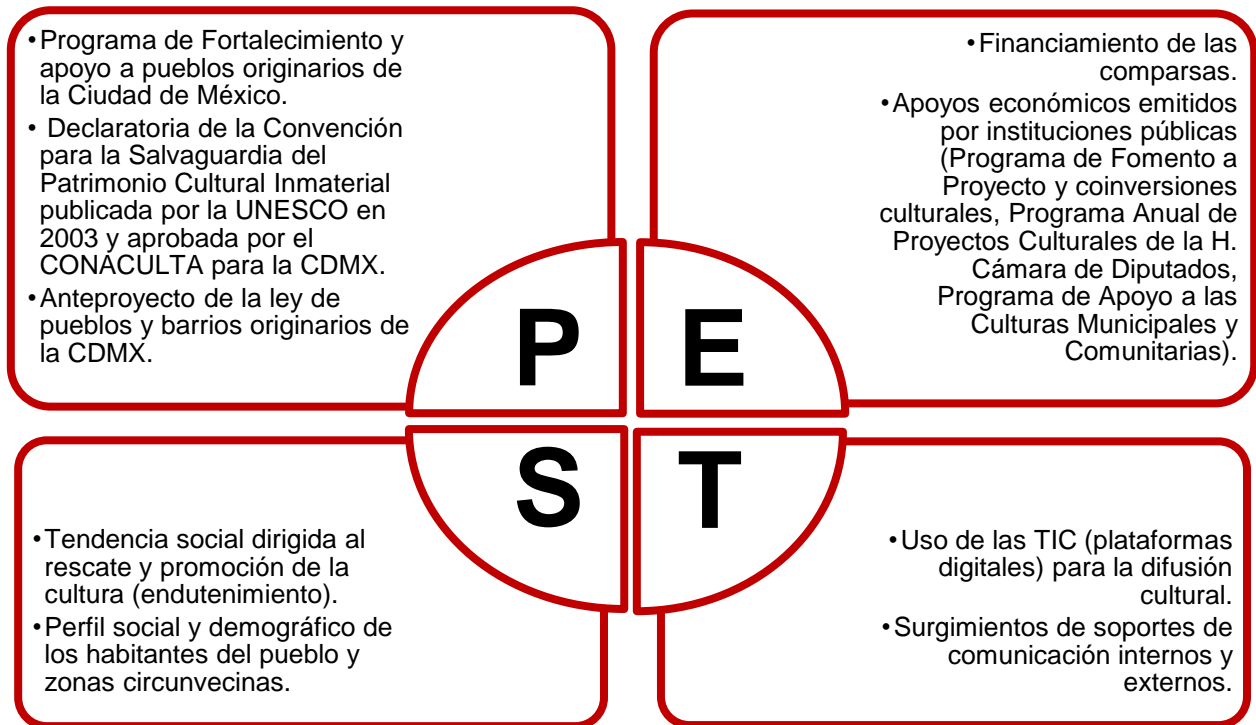 •Programa de Fortalecimiento y
apoyo a pueblos originarios de
la Ciudad de México.
• Declaratoria de la Convención
para la Salvaguardia del
Patrimonio Cultural Inmaterial
publicada por la UNESCO en
2003 y aprobada por el
CONACULTA para la CDMX.
•Anteproyecto de la ley de
pueblos y barrios originarios de
la CDMX.
P
•Financiamiento de las
comparsas.
•Apoyos económicos emitidos
por instituciones públicas
(Programa de Fomento a
Proyecto y coinversiones
culturales, Programa Anual de
Proyectos Culturales de la H.
Cámara de Diputados,
Programa de Apoyo a las
Culturas Municipales y
Comunitarias).
E
S
•Tendencia social dirigida al
rescate y promoción de la
cultura (endutenimiento).
•Perfil social y demográfico de
los habitantes del pueblo y
zonas circunvecinas.
T
•Uso de las TIC (plataformas
digitales) para la difusión
cultural.
•Surgimientos de soportes de
comunicación internos y
externos.